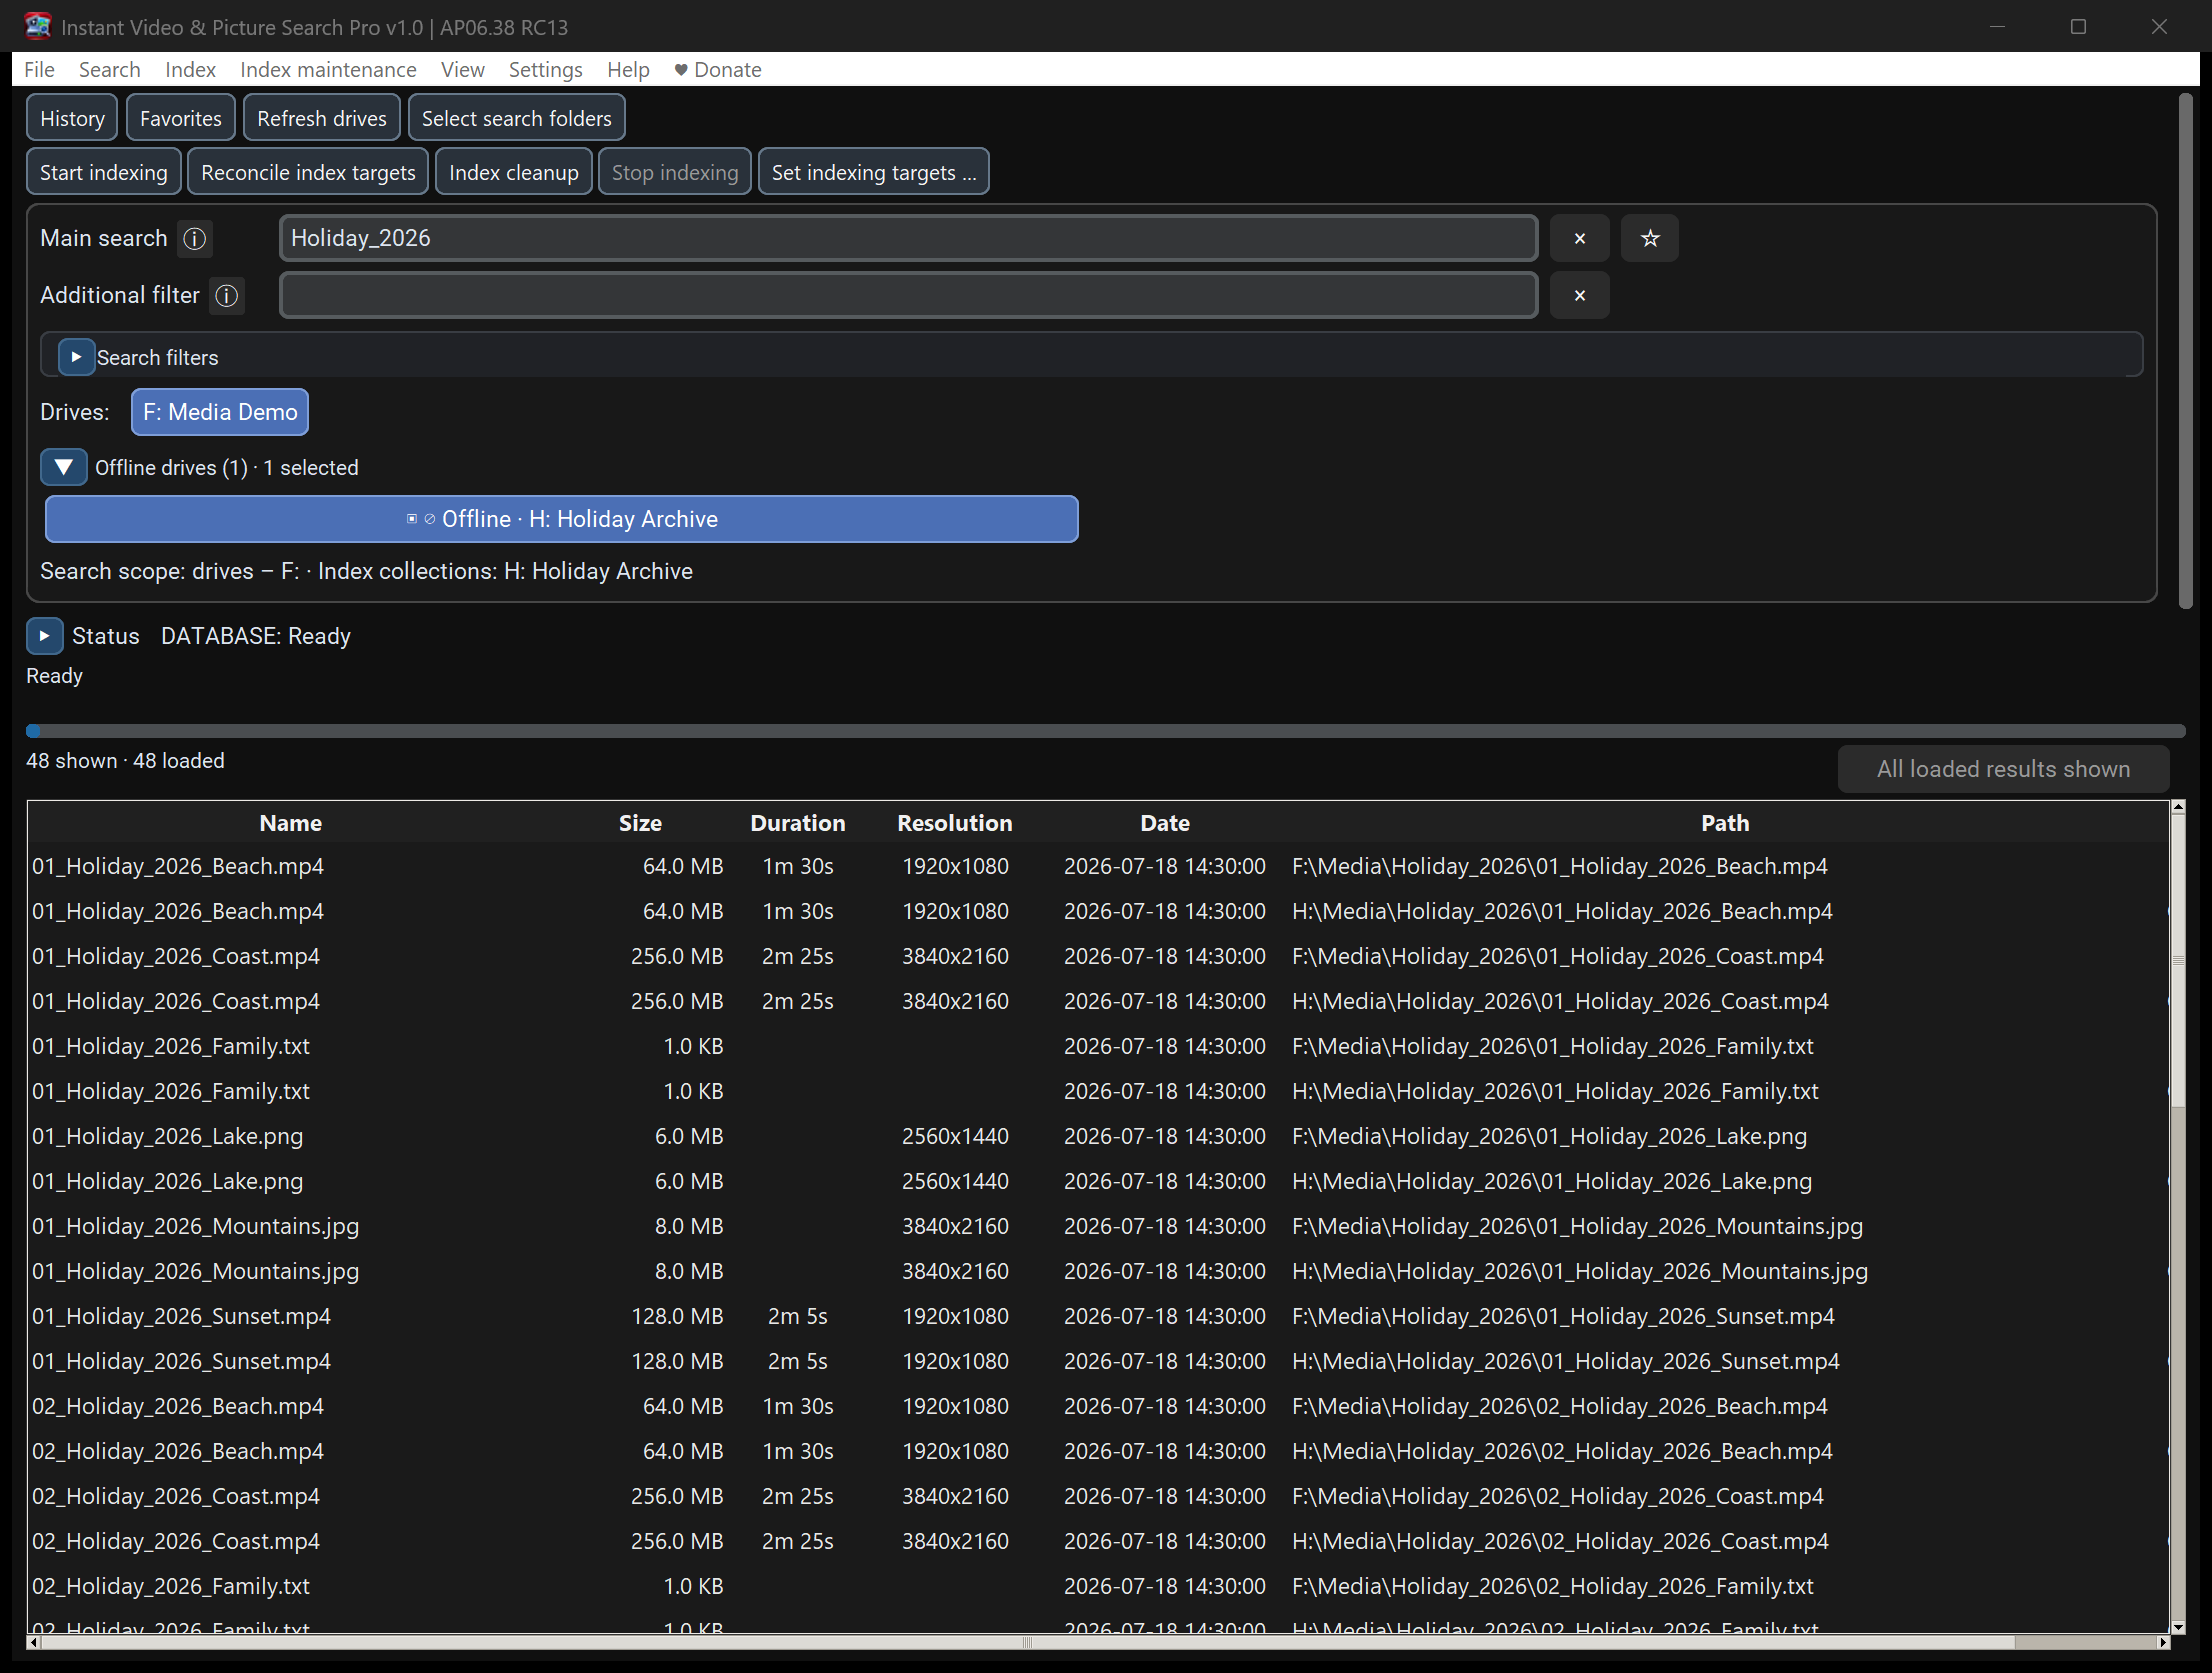 Instant Video & Picture Search Pro v1.0 | AP06.38 RC13
File Search Index Index maintenance View Settings Help ♥ Donate
History Favorites Refresh drives Select search folders
Start indexing Reconcile index targets Index cleanup Stop indexing Set indexing targets ...
Main search ⓘ Holiday_2026 × ☆
Additional filter ⓘ ×
Search filters
Drives: F: Media Demo
Offline drives (1) · 1 selected
Offline · H: Holiday Archive
Search scope: drives – F: · Index collections: H: Holiday Archive
Status DATABASE: Ready
Ready
48 shown · 48 loaded
All loaded results shown
Name Size Duration Resolution Date Path
01_Holiday_2026_Beach.mp4 64.0 MB 1m 30s 1920x1080 2026-07-18 14:30:00 F:\Media\Holiday_2026\01_Holiday_2026_Beach.mp4
01_Holiday_2026_Beach.mp4 64.0 MB 1m 30s 1920x1080 2026-07-18 14:30:00 H:\Media\Holiday_2026\01_Holiday_2026_Beach.mp4
01_Holiday_2026_Coast.mp4 256.0 MB 2m 25s 3840x2160 2026-07-18 14:30:00 F:\Media\Holiday_2026\01_Holiday_2026_Coast.mp4
01_Holiday_2026_Coast.mp4 256.0 MB 2m 25s 3840x2160 2026-07-18 14:30:00 H:\Media\Holiday_2026\01_Holiday_2026_Coast.mp4
01_Holiday_2026_Family.txt 1.0 KB 2026-07-18 14:30:00 F:\Media\Holiday_2026\01_Holiday_2026_Family.txt
01_Holiday_2026_Family.txt 1.0 KB 2026-07-18 14:30:00 H:\Media\Holiday_2026\01_Holiday_2026_Family.txt
01_Holiday_2026_Lake.png 6.0 MB 2560x1440 2026-07-18 14:30:00 F:\Media\Holiday_2026\01_Holiday_2026_Lake.png
01_Holiday_2026_Lake.png 6.0 MB 2560x1440 2026-07-18 14:30:00 H:\Media\Holiday_2026\01_Holiday_2026_Lake.png
01_Holiday_2026_Mountains.jpg 8.0 MB 3840x2160 2026-07-18 14:30:00 F:\Media\Holiday_2026\01_Holiday_2026_Mountains.jpg
01_Holiday_2026_Mountains.jpg 8.0 MB 3840x2160 2026-07-18 14:30:00 H:\Media\Holiday_2026\01_Holiday_2026_Mountains.jpg
01_Holiday_2026_Sunset.mp4 128.0 MB 2m 5s 1920x1080 2026-07-18 14:30:00 F:\Media\Holiday_2026\01_Holiday_2026_Sunset.mp4
01_Holiday_2026_Sunset.mp4 128.0 MB 2m 5s 1920x1080 2026-07-18 14:30:00 H:\Media\Holiday_2026\01_Holiday_2026_Sunset.mp4
02_Holiday_2026_Beach.mp4 64.0 MB 1m 30s 1920x1080 2026-07-18 14:30:00 F:\Media\Holiday_2026\02_Holiday_2026_Beach.mp4
02_Holiday_2026_Beach.mp4 64.0 MB 1m 30s 1920x1080 2026-07-18 14:30:00 H:\Media\Holiday_2026\02_Holiday_2026_Beach.mp4
02_Holiday_2026_Coast.mp4 256.0 MB 2m 25s 3840x2160 2026-07-18 14:30:00 F:\Media\Holiday_2026\02_Holiday_2026_Coast.mp4
02_Holiday_2026_Coast.mp4 256.0 MB 2m 25s 3840x2160 2026-07-18 14:30:00 H:\Media\Holiday_2026\02_Holiday_2026_Coast.mp4
02_Holiday_2026_Family.txt 1.0 KB 2026-07-18 14:30:00 F:\Media\Holiday_2026\02_Holiday_2026_Family.txt
02_Holiday_2026_Family.txt 1.0 KB 2026-07-18 14:30:00 H:\Media\Holiday_2026\02_Holiday_2026_Family.txt